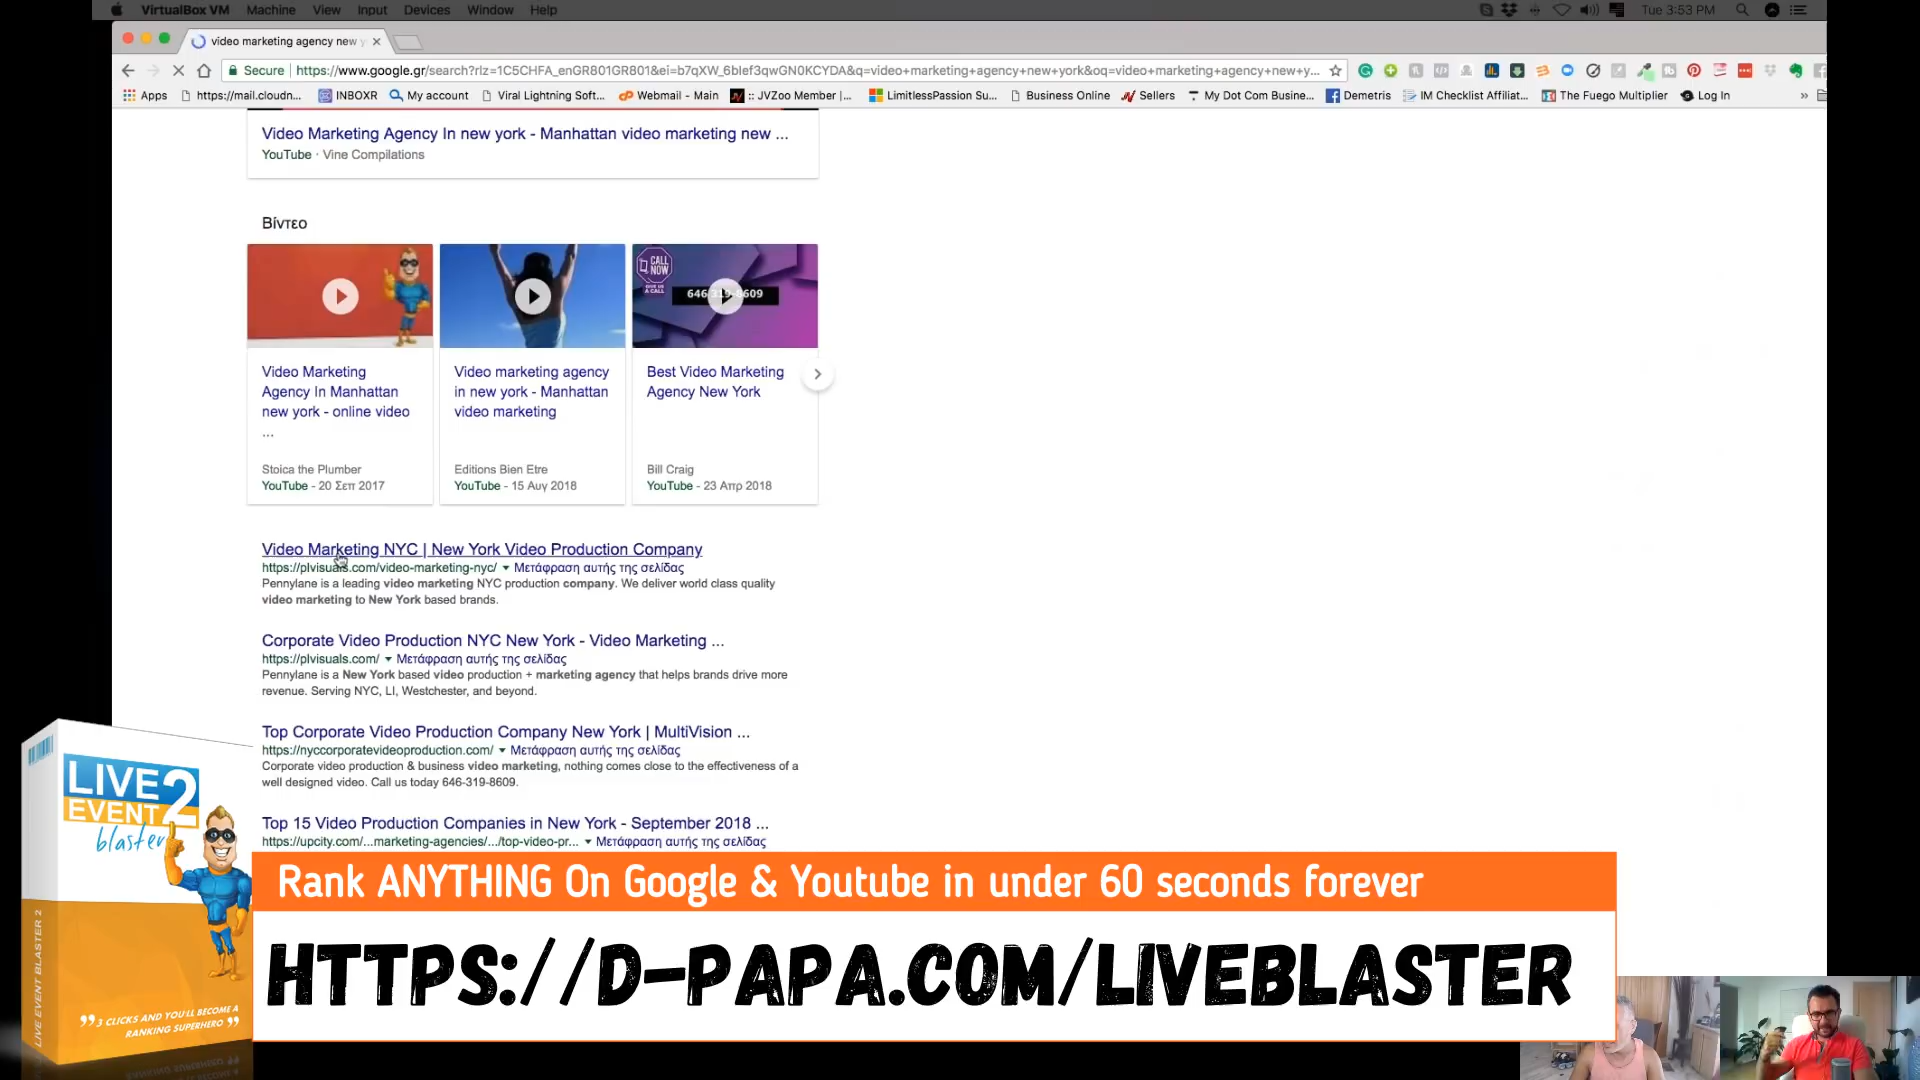 VirtualBox VM Machine View Input Devices Window Help
Tue 3:53 PM
video marketing agency new y
Secure https://www.google.gr/search?rlz=1C5CHFA_enGR801GR801&ei=b7qXW_6bIef3qwGN0KCYDA&q=video+marketing+agency+new+york&oq=video+marketing+agency+new+y...
Apps https://mail.cloudn... INBOXR My account Viral Lightning Soft... Webmail - Main :: JVZoo Member |... LimitlessPassion Su... Business Online Sellers My Dot Com Busine... Demetris IM Checklist Affiliat... The Fuego Multiplier Log In »
Video Marketing Agency In new york - Manhattan video marketing new ...
YouTube · Vine Compilations
Βίντεο
CALL NOW
GIVE US A CALL
646 319-8609
Video Marketing Agency In Manhattan new york - online video ...
Stoica the Plumber
YouTube - 20 Σεπ 2017
Video marketing agency in new york - Manhattan video marketing
Editions Bien Etre
YouTube - 15 Αυγ 2018
Best Video Marketing Agency New York
Bill Craig
YouTube - 23 Απρ 2018
Video Marketing NYC | New York Video Production Company
https://plvisuals.com/video-marketing-nyc/ Μετάφραση αυτής της σελίδας
Pennylane is a leading video marketing NYC production company. We deliver world class quality
video marketing to New York based brands.
Corporate Video Production NYC New York - Video Marketing ...
https://plvisuals.com/ Μετάφραση αυτής της σελίδας
Pennylane is a New York based video production + marketing agency that helps brands drive more
revenue. Serving NYC, LI, Westchester, and beyond.
Top Corporate Video Production Company New York | MultiVision ...
https://nyccorporatevideoproduction.com/ Μετάφραση αυτής της σελίδας
Corporate video production & business video marketing, nothing comes close to the effectiveness of a
well designed video. Call us today 646-319-8609.
Top 15 Video Production Companies in New York - September 2018 ...
https://upcity.com/...marketing-agencies/.../top-video-pr... Μετάφραση αυτής της σελίδας
LIVE
EVENT 2
blaster
LIVE EVENT BLASTER 2
"3 CLICKS AND YOU'LL BECOME A
RANKING SUPERHERO"
Rank ANYTHING On Google & Youtube in under 60 seconds forever
HTTPS://D-PAPA.COM/LIVEBLASTER